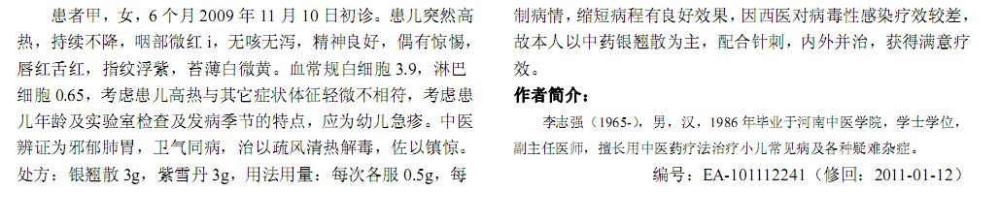 患者甲，女，6 个月 2009 年 11 月 10 日初诊。患儿突然高
热，持续不降，咽部微红 i，无咳无泻，精神良好，偶有惊惕，
唇红舌红，指纹浮紫，苔薄白微黄。血常规白细胞 3.9，淋巴
细胞 0.65，考虑患儿高热与其它症状体征轻微不相符，考虑患
儿年龄及实验室检查及发病季节的特点，应为幼儿急疹。中医
辨证为邪郁肺胃，卫气同病，治以疏风清热解毒，佐以镇惊。
处方：银翘散 3g，紫雪丹 3g，用法用量：每次各服 0.5g，每
制病情，缩短病程有良好效果，因西医对病毒性感染疗效较差，
故本人以中药银翘散为主，配合针刺，内外并治，获得满意疗
效。
作者简介：
李志强（1965-），男，汉，1986 年毕业于河南中医学院，学士学位，
副主任医师，擅长用中医药疗法治疗小儿常见病及各种疑难杂症。
编号：EA-101112241（修回：2011-01-12）